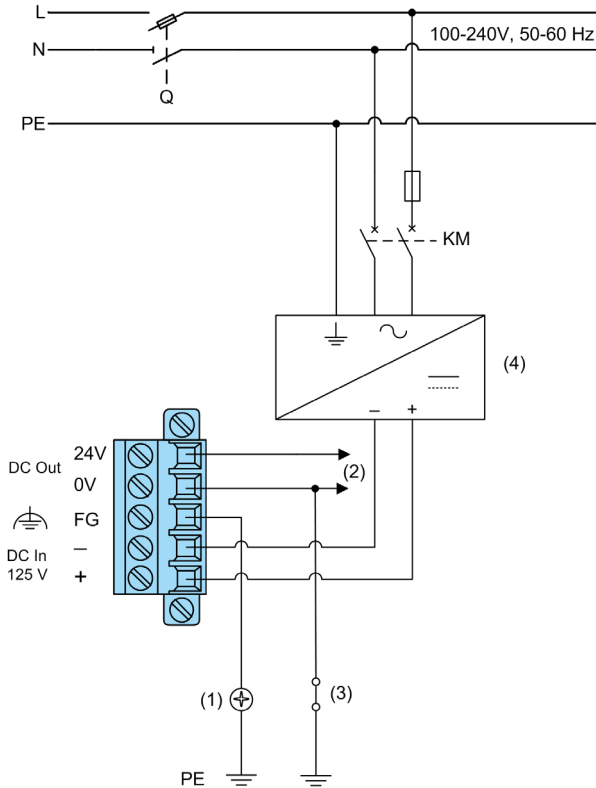 L
100-240V, 50-60 Hz
N
Q
PE
KM
(4)
–
+
24V
DC Out
(2)
0V
FG
DC In
–
125 V
+
(1)
(3)
PE